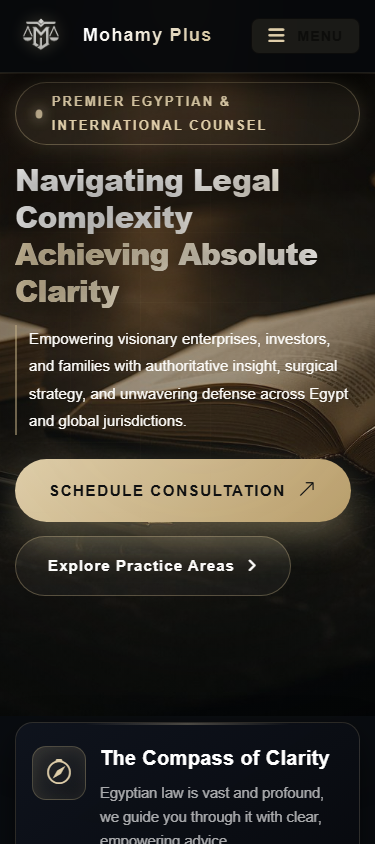 Mohamy Plus
MENU
PREMIER EGYPTIAN &
INTERNATIONAL COUNSEL
Navigating Legal
Complexity
Achieving Absolute
Clarity
Empowering visionary enterprises, investors,
and families with authoritative insight, surgical
strategy, and unwavering defense across Egypt
and global jurisdictions.
SCHEDULE CONSULTATION
Explore Practice Areas
The Compass of Clarity
Egyptian law is vast and profound,
we guide you through it with clear,
empowering advice